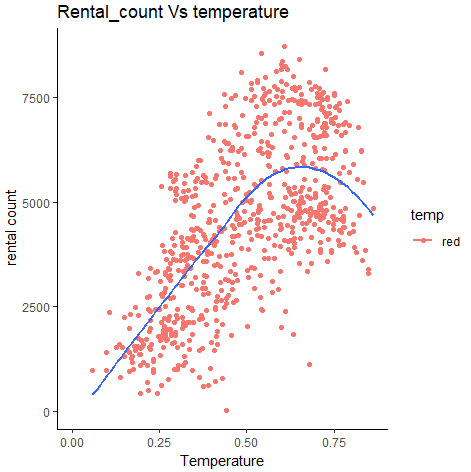 Rental_count Vs temperature
rental count
7500
5000
2500
0
0.00 0.25 0.50 0.75
Temperature
temp
red